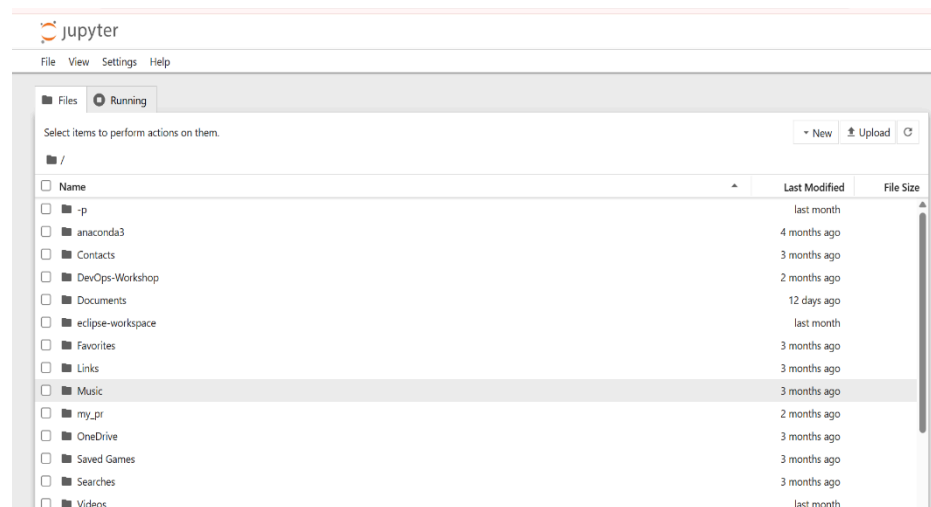 jupyter
File View Settings Help
Files Running
Select items to perform actions on them.
New Upload
/
Name Last Modified File Size
-p last month
anaconda3 4 months ago
Contacts 3 months ago
DevOps-Workshop 2 months ago
Documents 12 days ago
eclipse-workspace last month
Favorites 3 months ago
Links 3 months ago
Music 3 months ago
my_pr 2 months ago
OneDrive 3 months ago
Saved Games 3 months ago
Searches 3 months ago
Videos last month